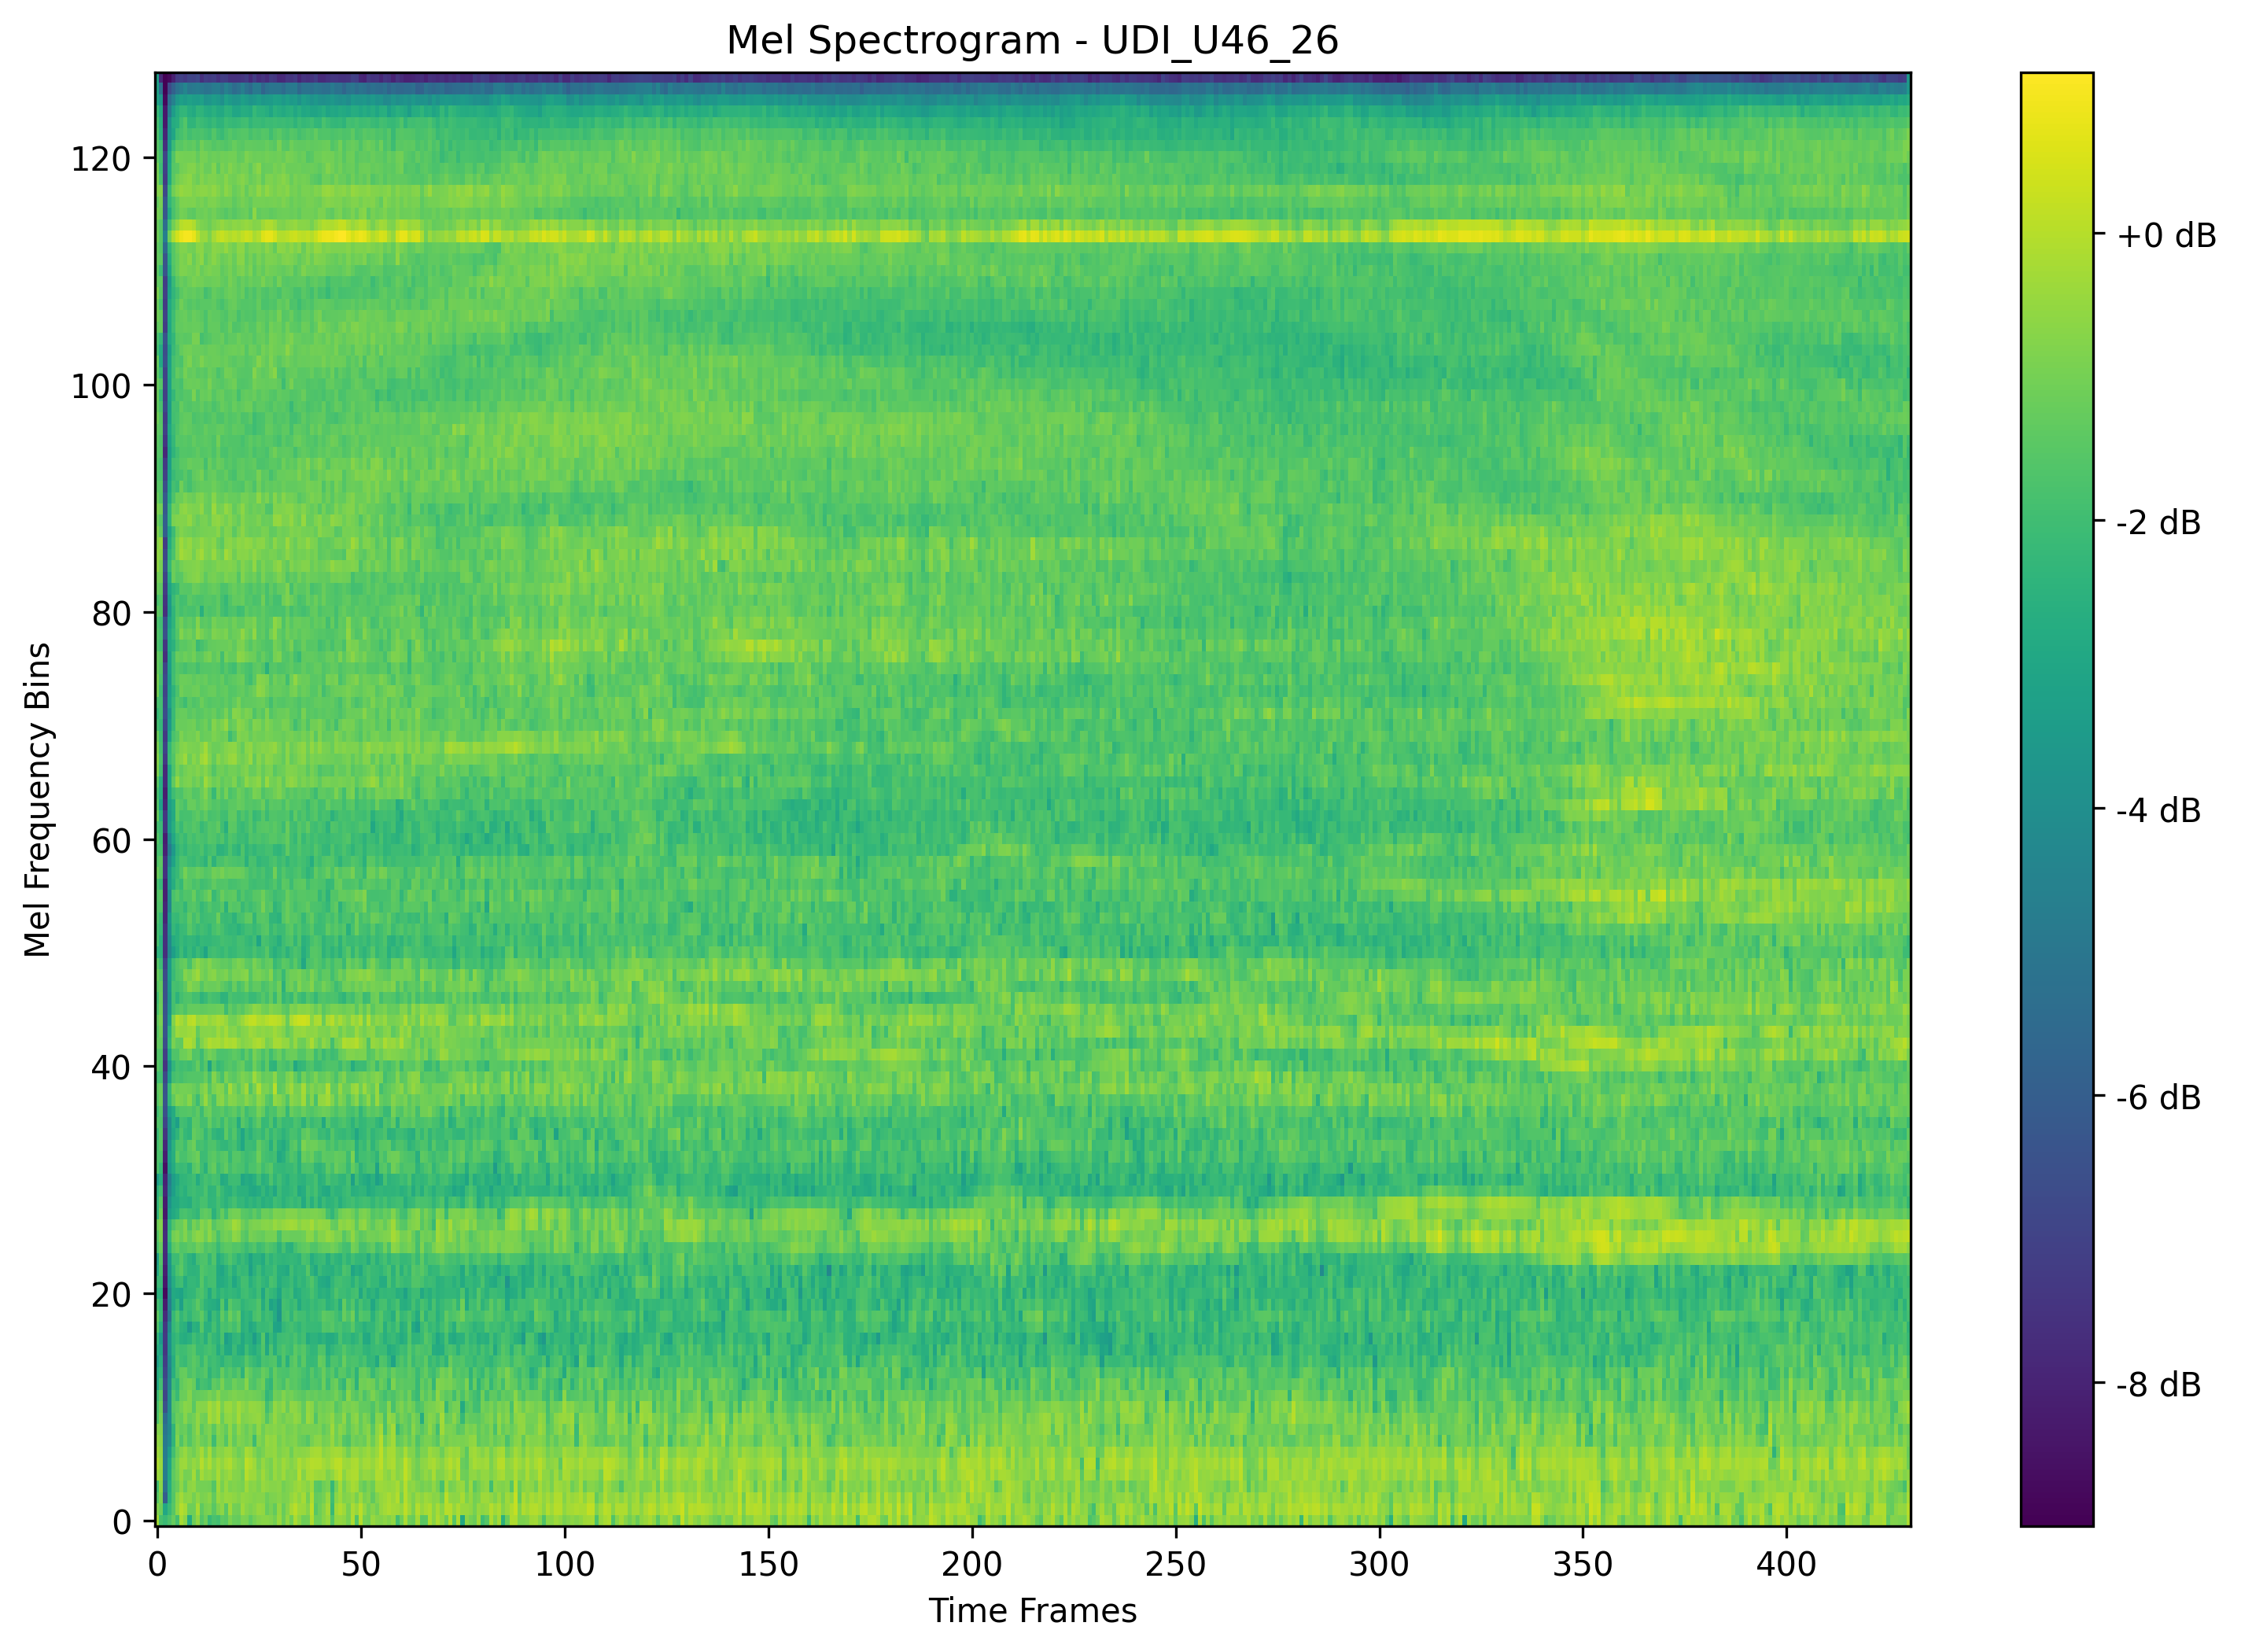 Mel Spectrogram - UDI_U46_26
120
100
80
60
40
20
0
Mel Frequency Bins
0 50 100 150 200 250 300 350 400
Time Frames
+0 dB
-2 dB
-4 dB
-6 dB
-8 dB